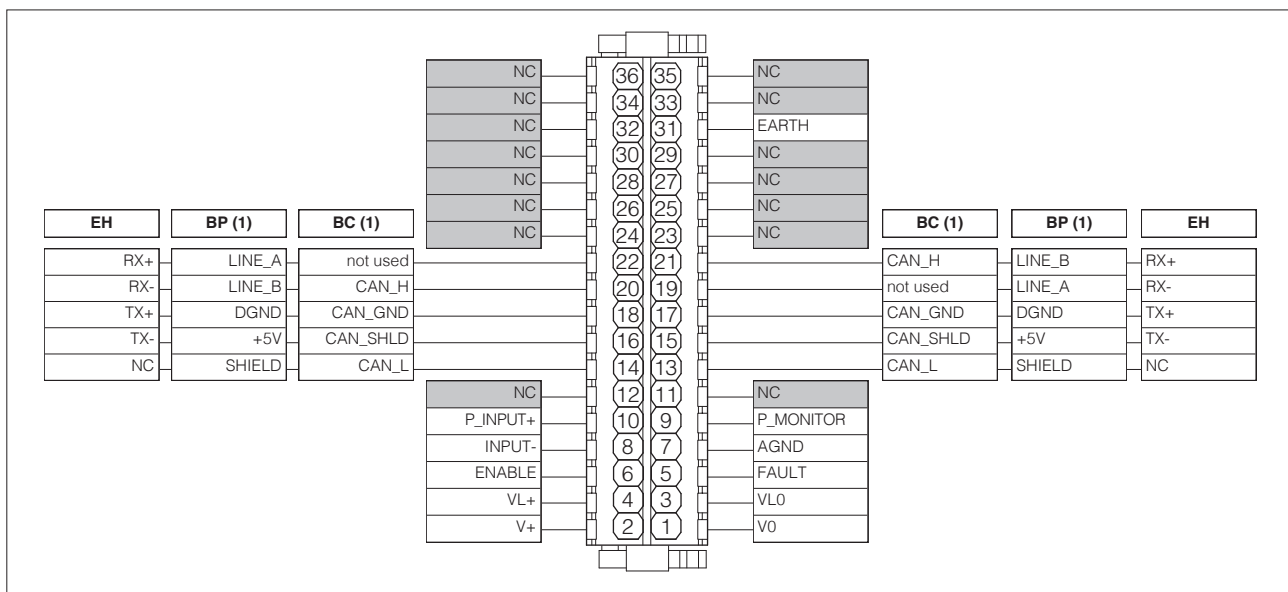 NC 36 35 NC
NC 34 33 NC
NC 32 31 EARTH
NC 30 29 NC
NC 28 27 NC
NC 26 25 NC
EH BP (1) BC (1) NC 24 23 NC BC (1) BP (1) EH
RX+ LINE_A not used 22 21 CAN_H LINE_B RX+
RX- LINE_B CAN_H 20 19 not used LINE_A RX-
TX+ DGND CAN_GND 18 17 CAN_GND DGND TX+
TX- +5V CAN_SHLD 16 15 CAN_SHLD +5V TX-
NC SHIELD CAN_L 14 13 CAN_L SHIELD NC
NC 12 11 NC
P_INPUT+ 10 9 P_MONITOR
INPUT- 8 7 AGND
ENABLE 6 5 FAULT
VL+ 4 3 VL0
V+ 2 1 V0